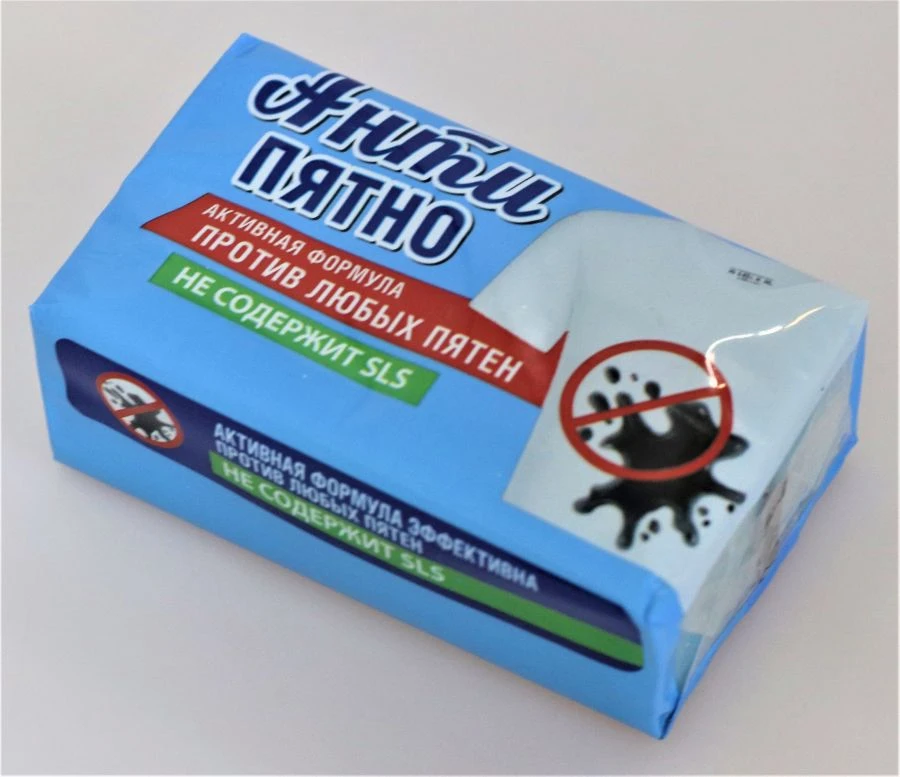 Анти
ПЯТНО
АКТИВНАЯ ФОРМУЛА
ПРОТИВ ЛЮБЫХ ПЯТЕН
НЕ СОДЕРЖИТ SLS
АКТИВНАЯ ФОРМУЛА ЭФФЕКТИВНА
ПРОТИВ ЛЮБЫХ ПЯТЕН
НЕ СОДЕРЖИТ SLS